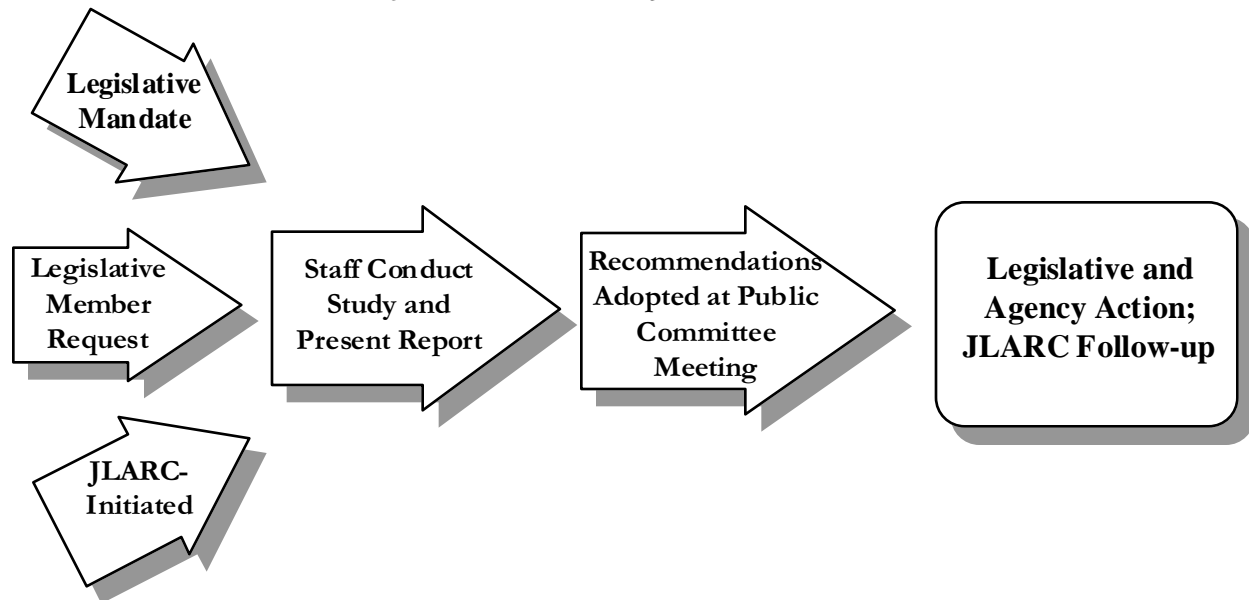 Legislative
Mandate
Legislative
Member
Request
JLARC-
Initiated
Staff Conduct
Study and
Present Report
Recommendations
Adopted at Public
Committee
Meeting
Legislative and
Agency Action;
JLARC Follow-up